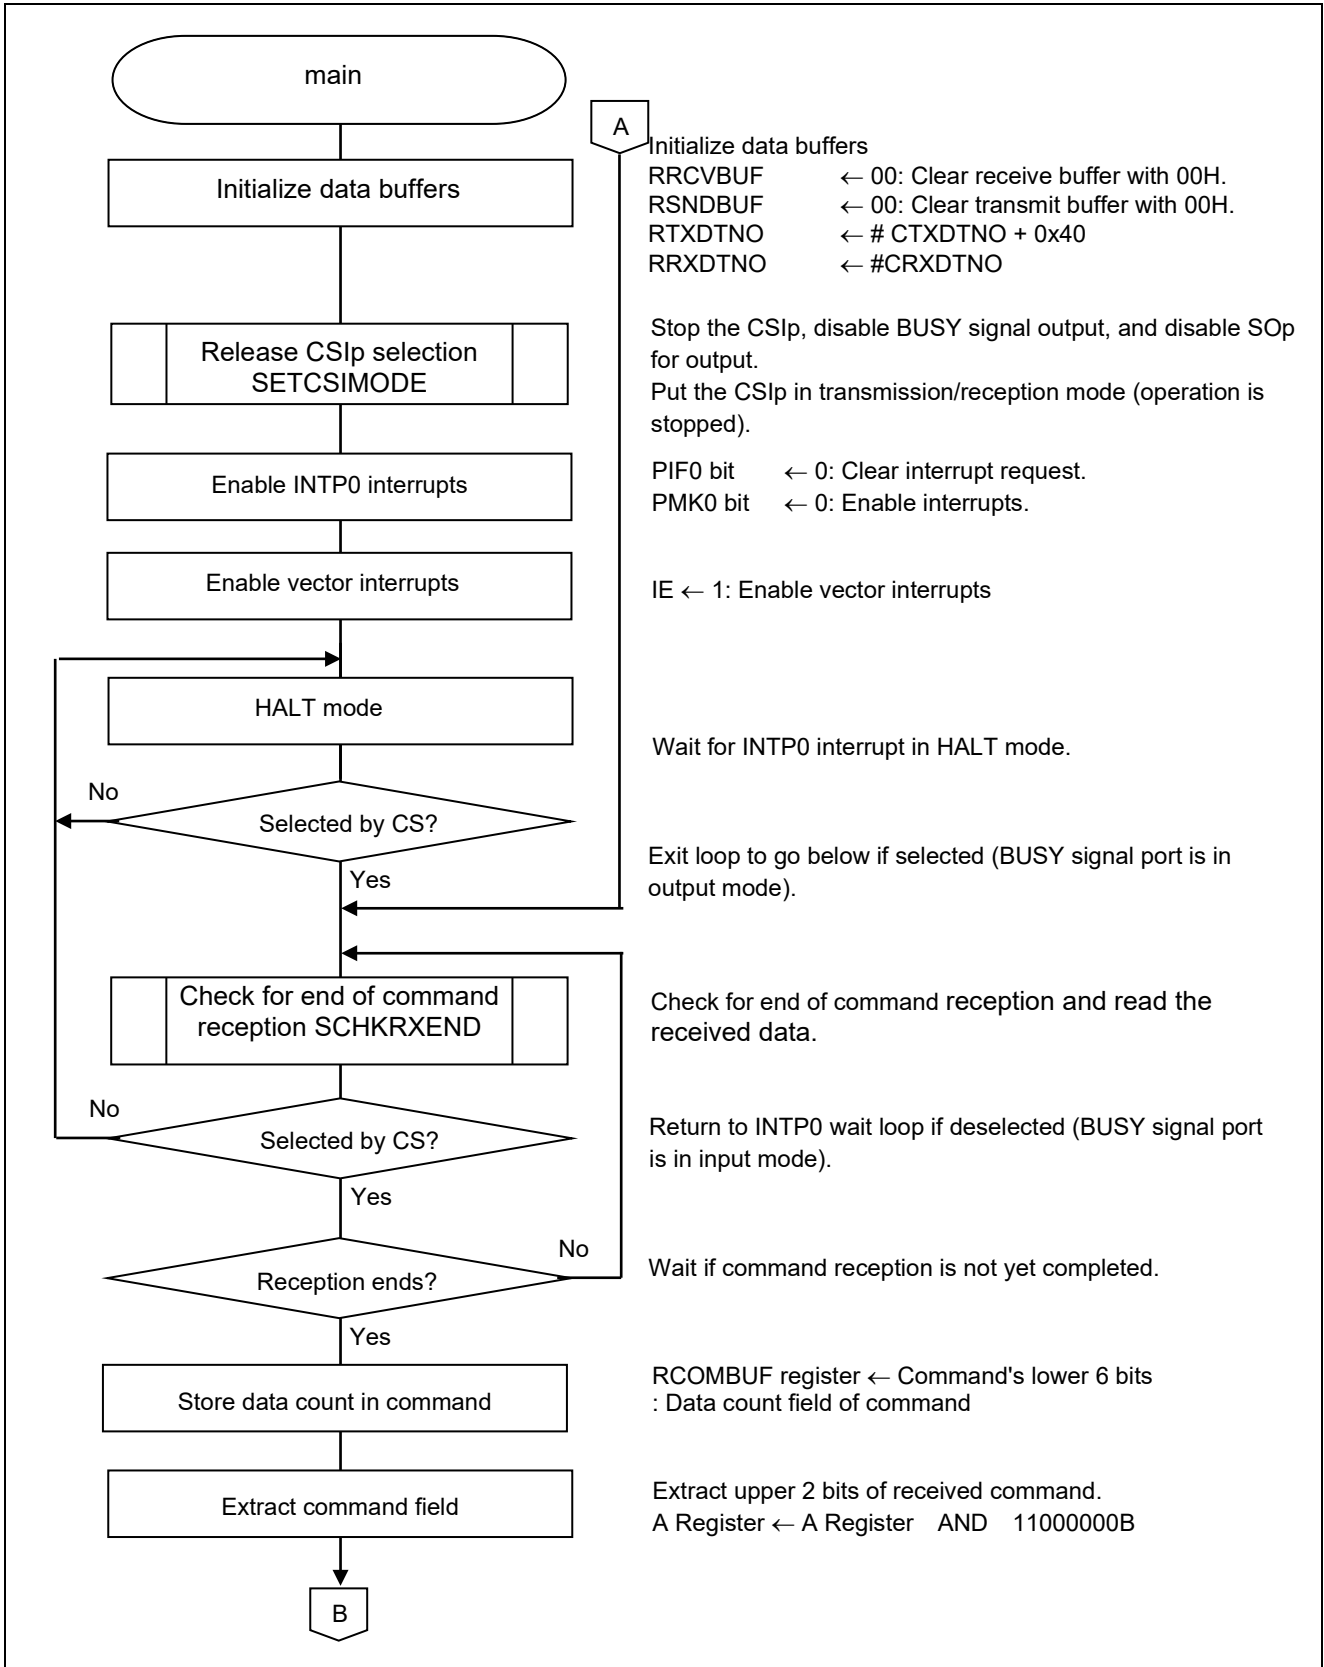 main
A
Initialize data buffers
Initialize data buffers
RRCVBUF ← 00: Clear receive buffer with 00H.
RSNDBUF ← 00: Clear transmit buffer with 00H.
RTXDTNO ← # CTXDTNO + 0x40
RRXDTNO ← #CRXDTNO
Release CSIp selection
SETCSIMODE
Stop the CSIp, disable BUSY signal output, and disable SOp
for output.
Put the CSIp in transmission/reception mode (operation is
stopped).
Enable INTP0 interrupts
PIF0 bit ← 0: Clear interrupt request.
PMK0 bit ← 0: Enable interrupts.
Enable vector interrupts
IE ← 1: Enable vector interrupts
HALT mode
Wait for INTP0 interrupt in HALT mode.
No
Selected by CS?
Yes
Exit loop to go below if selected (BUSY signal port is in
output mode).
Check for end of command
reception SCHKRXEND
Check for end of command reception and read the
received data.
No
Selected by CS?
Yes
Return to INTP0 wait loop if deselected (BUSY signal port
is in input mode).
No
Reception ends?
Yes
Wait if command reception is not yet completed.
Store data count in command
RCOMBUF register ← Command's lower 6 bits
: Data count field of command
Extract command field
Extract upper 2 bits of received command.
A Register ← A Register AND 11000000B
B